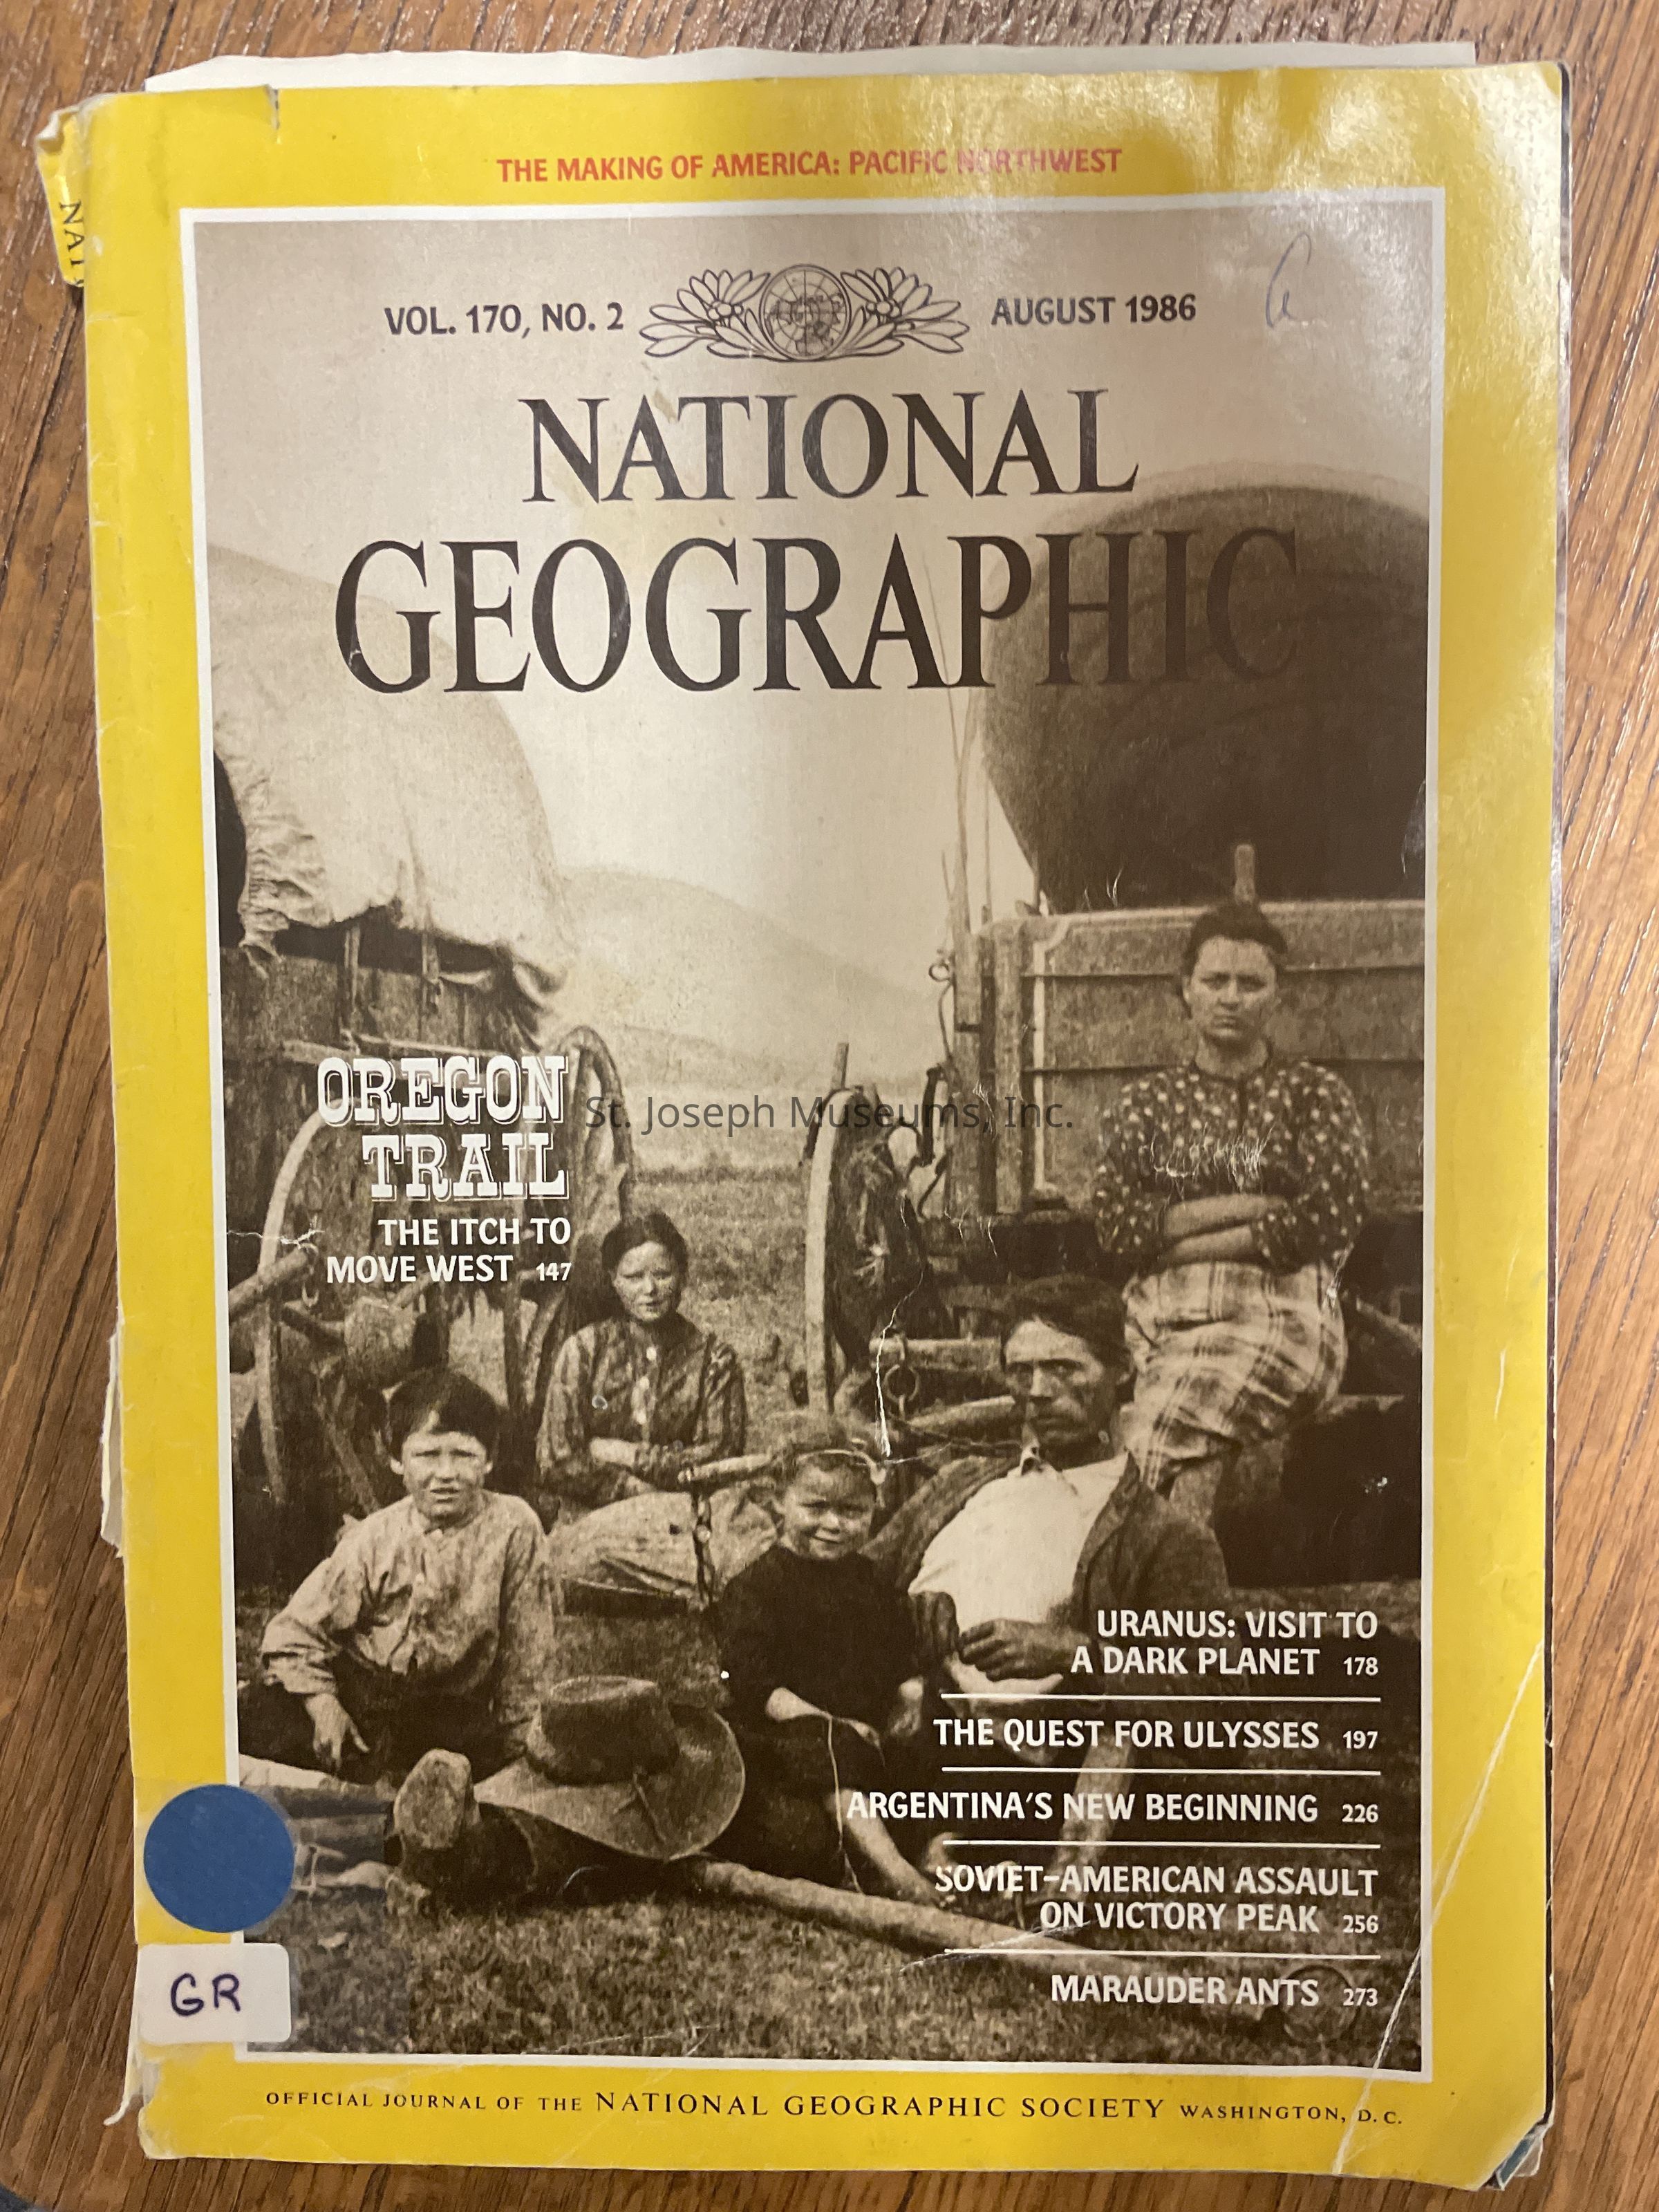 THE MAKING OF AMERICA: PACIFIC NORTHWEST
VOL. 170, NO. 2
AUGUST 1986
NATIONAL
GEOGRAPHIC
OREGON
TRAIL
THE ITCH TO
MOVE WEST 147
St. Joseph Museums, Inc.
URANUS: VISIT TO
A DARK PLANET 178
THE QUEST FOR ULYSSES 197
ARGENTINA'S NEW BEGINNING 226
SOVIET-AMERICAN ASSAULT
ON VICTORY PEAK 256
MARAUDER ANTS 273
GR
OFFICIAL JOURNAL OF THE NATIONAL GEOGRAPHIC SOCIETY WASHINGTON, D.C.